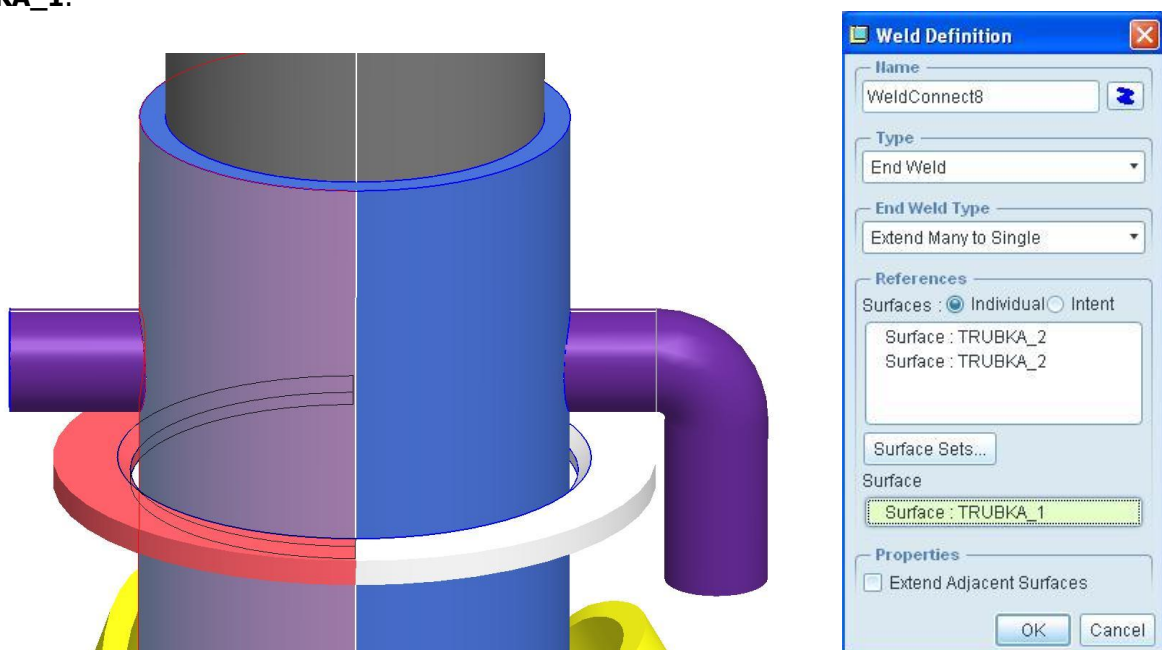 KA_1.
Weld Definition
Name
WeldConnect8
Type
End Weld
End Weld Type
Extend Many to Single
References
Surfaces : Individual Intent
Surface : TRUBKA_2
Surface : TRUBKA_2
Surface Sets...
Surface
Surface : TRUBKA_1
Properties
Extend Adjacent Surfaces
OK Cancel